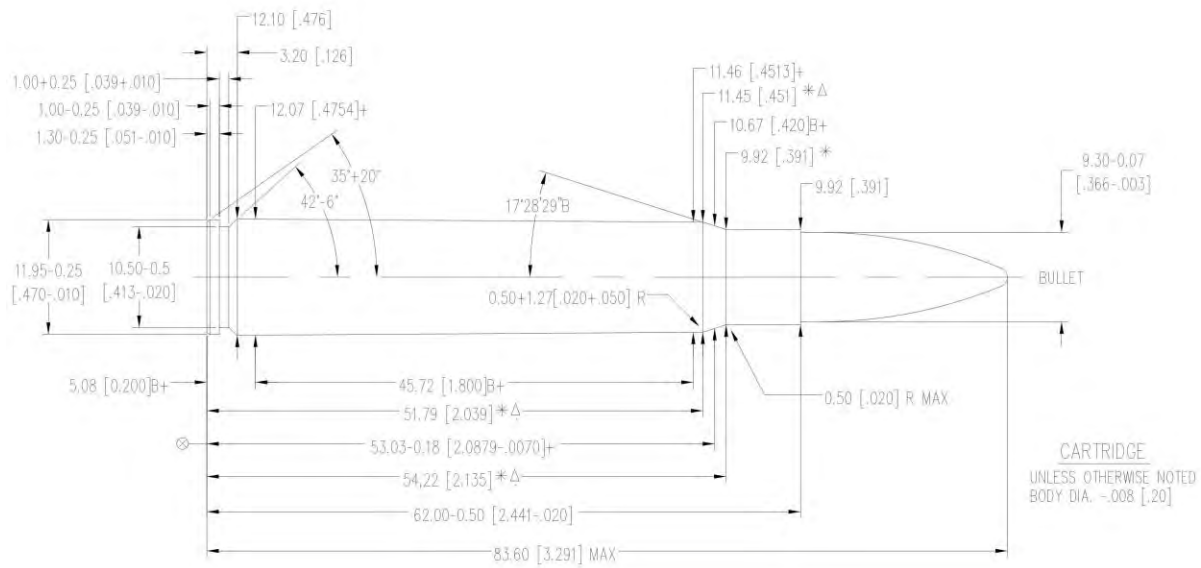 12.10 [.476]
3.20 [.126]
1.00+0.25 [.039+.010]
1.00-0.25 [.039-.010]
1.30-0.25 [.051-.010]
12.07 [.4754]+
35°+20°
42°-6°
17°28'29"B
11.46 [.4513]+
11.45 [.451] *Δ
10.67 [.420]B+
9.92 [.391] *
9.92 [.391]
9.30-0.07
[.366-.003]
11.95-0.25
[.470-.010]
10.50-0.5
[.413-.020]
0.50+1.27[.020+.050] R
BULLET
5.08 [0.200]B+
45.72 [1.800]B+
0.50 [.020] R MAX
51.79 [2.039] *Δ
⊗
53.03-0.18 [2.0879-.0070]+
54.22 [2.135] *Δ
62.00-0.50 [2.441-.020]
83.60 [3.291] MAX
CARTRIDGE
UNLESS OTHERWISE NOTED
BODY DIA. -.008 [.20]